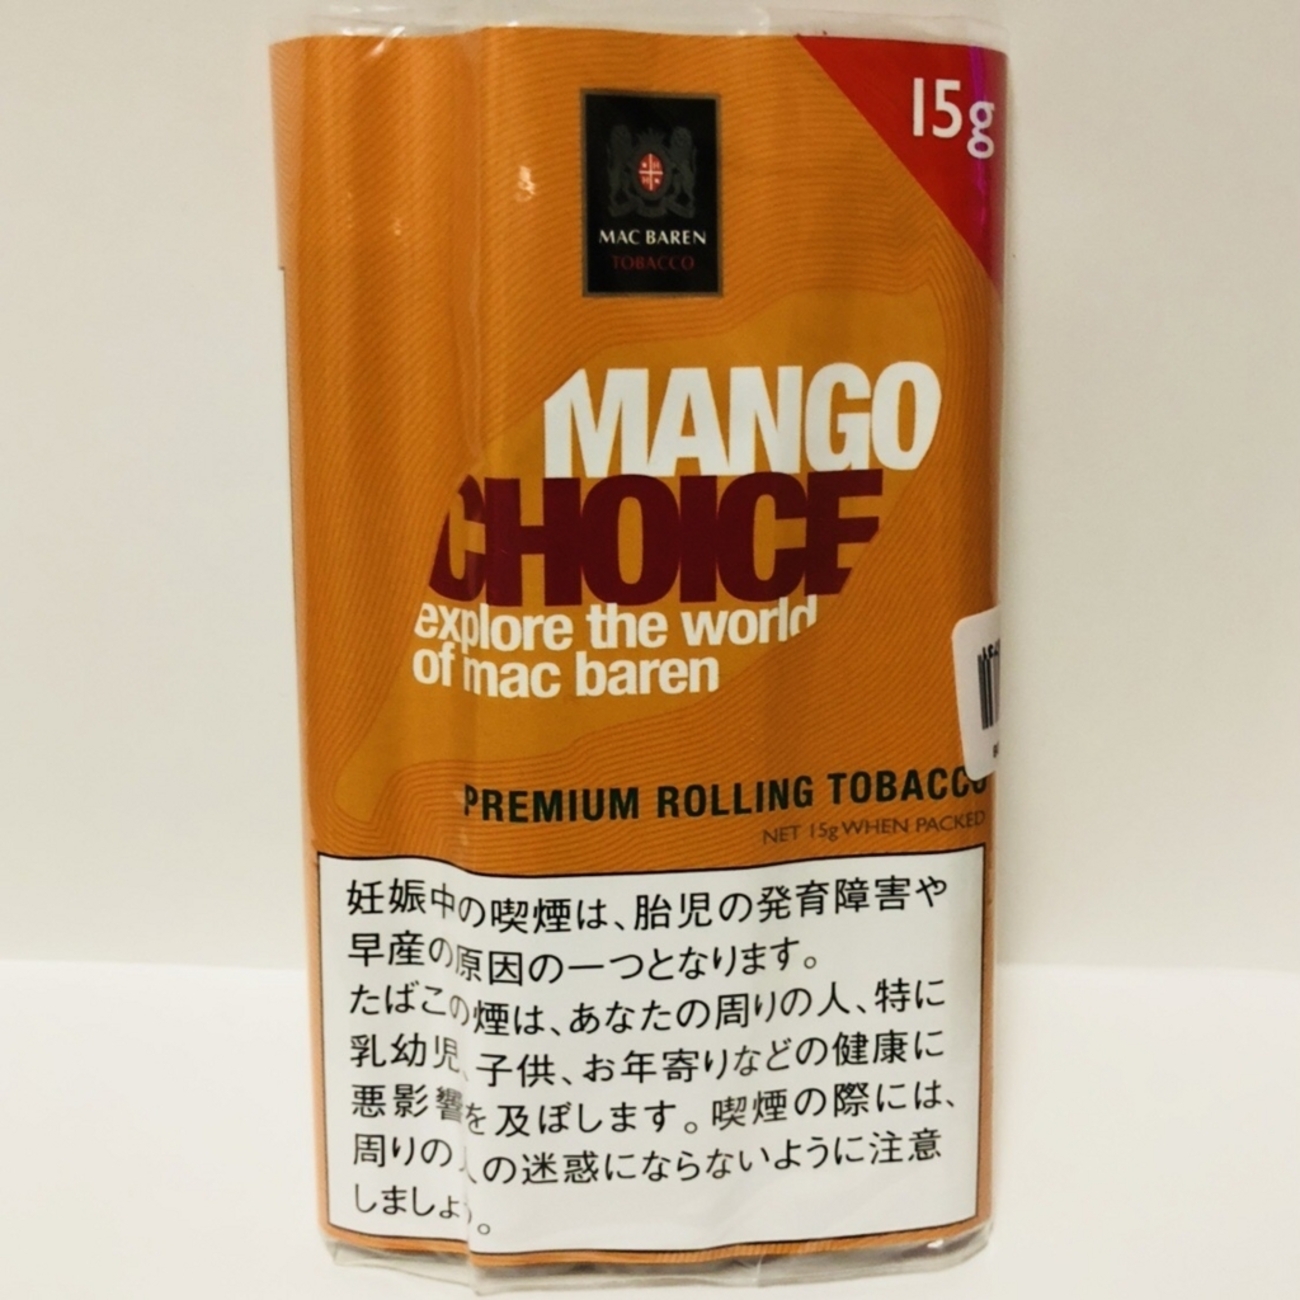 15g
MAC BAREN
TOBACCO
MANGO
CHOICE
explore the world
of mac baren
PREMIUM ROLLING TOBACCO
NET 15g WHEN PACKED
妊娠中の喫煙は、胎児の発育障害や
早産の原因の一つとなります。
たばこの煙は、あなたの周りの人、特に
乳幼児、子供、お年寄りなどの健康に
悪影響を及ぼします。喫煙の際には、
周りの人の迷惑にならないように注意
しましょう。